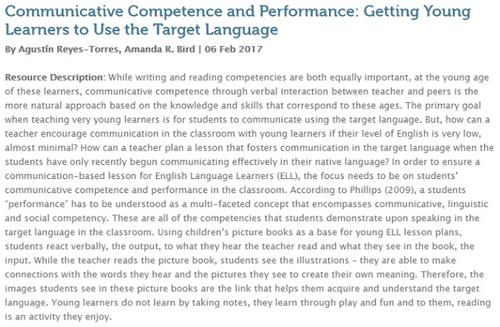 Communicative Competence and Performance: Getting Young
Learners to Use the Target Language
By Agustín Reyes-Torres, Amanda R. Bird | 06 Feb 2017
Resource Description: While writing and reading competencies are both equally important, at the young age
of these learners, communicative competence through verbal interaction between teacher and peers is the
more natural approach based on the knowledge and skills that correspond to these ages. The primary goal
when teaching very young learners is for students to communicate using the target language. But, how can a
teacher encourage communication in the classroom with young learners if their level of English is very low,
almost minimal? How can a teacher plan a lesson that fosters communication in the target language when the
students have only recently begun communicating effectively in their native language? In order to ensure a
communication-based lesson for English Language Learners (ELL), the focus needs to be on students'
communicative competence and performance in the classroom. According to Phillips (2009), a students
"performance" has to be understood as a multi-faceted concept that encompasses communicative, linguistic
and social competency. These are all of the competencies that students demonstrate upon speaking in the
target language in the classroom. Using children's picture books as a base for young ELL lesson plans,
students react verbally, the output, to what they hear the teacher read and what they see in the book, the
input. While the teacher reads the picture book, students see the illustrations - they are able to make
connections with the words they hear and the pictures they see to create their own meaning. Therefore, the
images students see in these picture books are the link that helps them acquire and understand the target
language. Young learners do not learn by taking notes, they learn through play and fun and to them, reading
is an activity they enjoy.